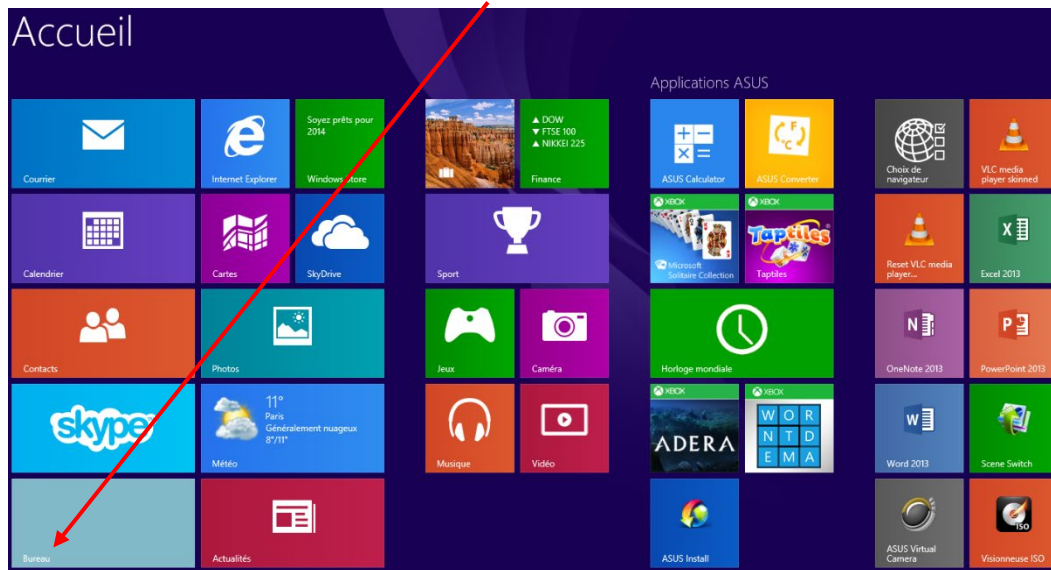 Accueil
Applications ASUS
Courrier
Internet Explorer
Soyez prêts pour
2014
Windows Store
▲ DOW
▼ FTSE 100
▲ NIKKEI 225
Finance
ASUS Calculator
F
°C
ASUS Converter
Choix de
navigateur
VLC media
player skinned
Calendrier
Cartes
SkyDrive
Sport
XBOX
Microsoft
Solitaire Collection
XBOX
Taptiles
Taptiles
Reset VLC media
player...
X
Excel 2013
Contacts
Photos
Jeux
Caméra
Horloge mondiale
N
OneNote 2013
P
PowerPoint 2013
skype
11°
Paris
Généralement nuageux
8°/11°
Météo
Musique
Vidéo
XBOX
ADERA
XBOX
W O R
N T D
E M A
W
Word 2013
Scene Switch
Bureau
Actualités
ASUS Install
ASUS Virtual
Camera
ISO
Visionneuse ISO